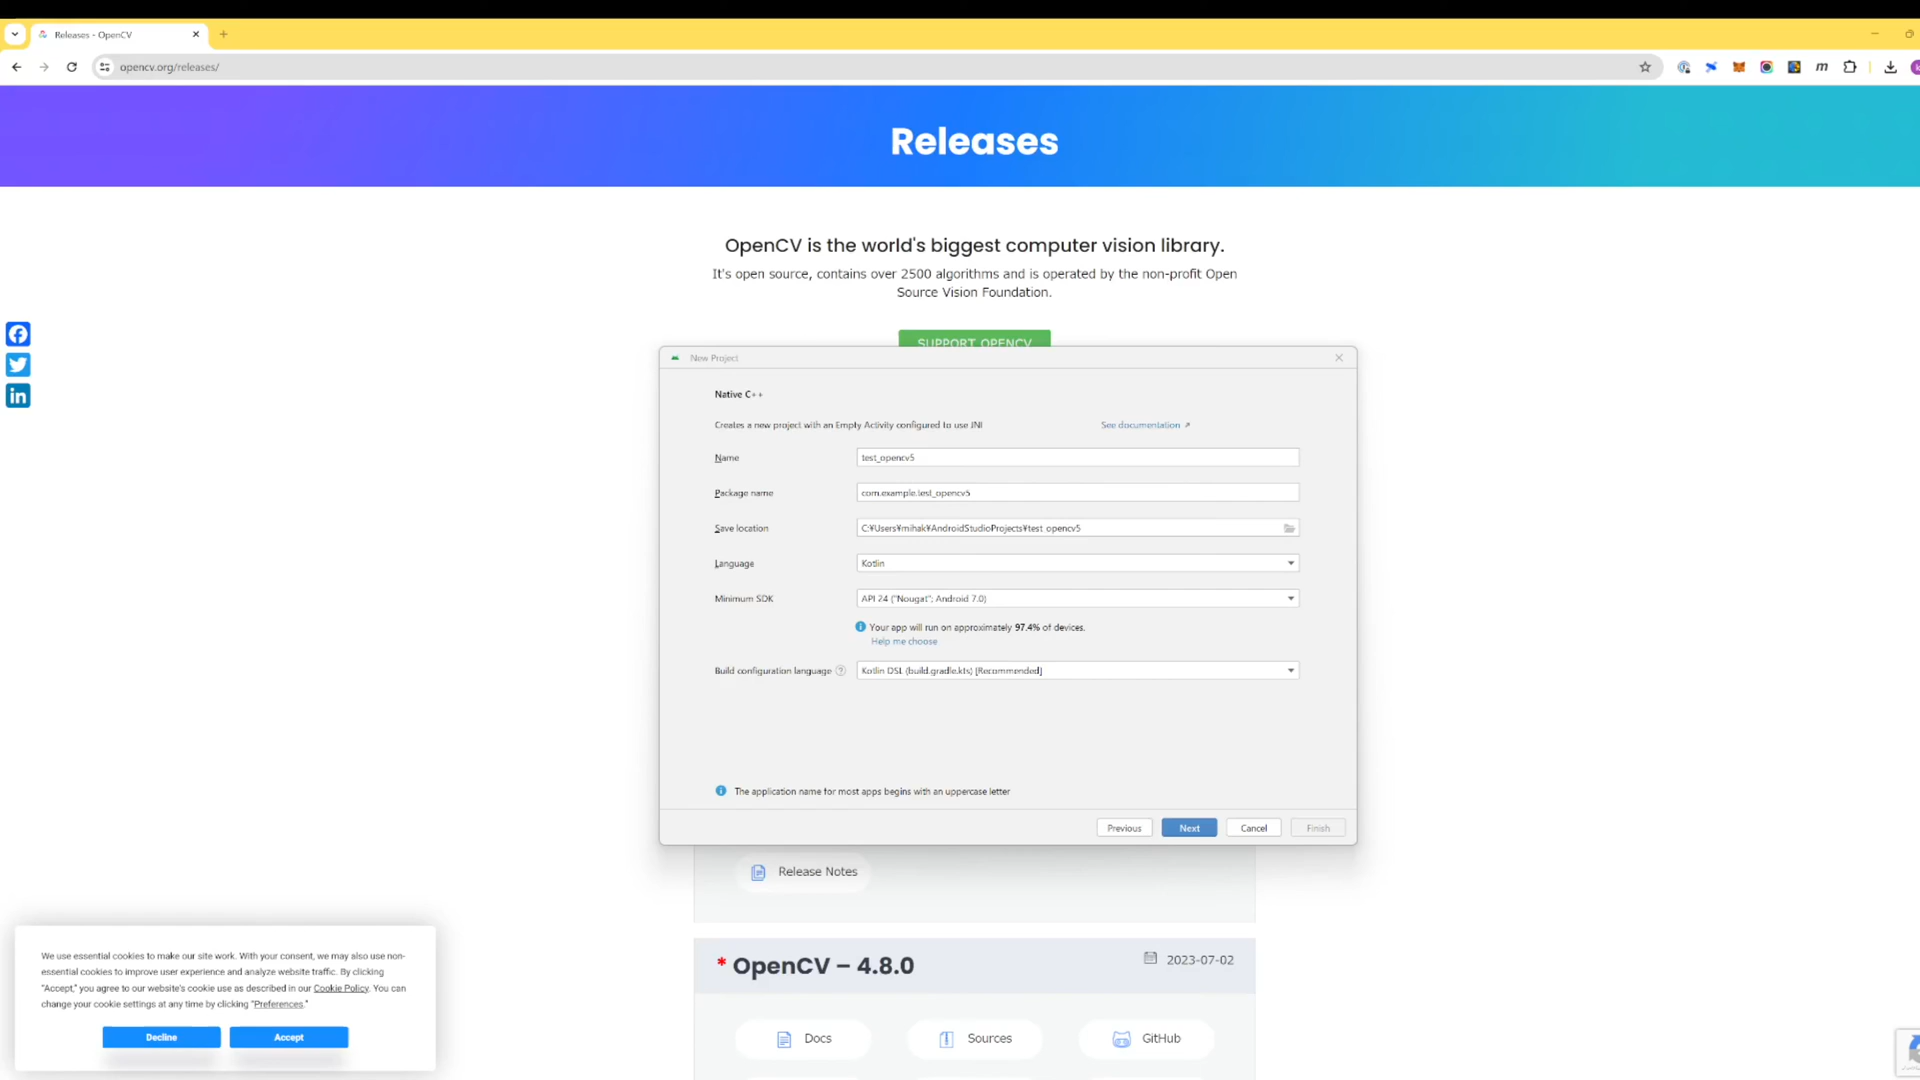 Releases - OpenCV
opencv.org/releases/
Releases
OpenCV is the world's biggest computer vision library.
It's open source, contains over 2500 algorithms and is operated by the non-profit Open
Source Vision Foundation.
SUPPORT OPENCV
New Project
Native C++
Creates a new project with an Empty Activity configured to use JNI
See documentation ↗
Name
test_opencv5
Package name
com.example.test_opencv5
Save location
C:¥Users¥mihak¥AndroidStudioProjects¥test_opencv5
Language
Kotlin
Minimum SDK
API 24 ("Nougat"; Android 7.0)
Your app will run on approximately 97.4% of devices.
Help me choose
Build configuration language
Kotlin DSL (build.gradle.kts) [Recommended]
The application name for most apps begins with an uppercase letter
Previous
Next
Cancel
Finish
Release Notes
* OpenCV – 4.8.0
2023-07-02
Docs
Sources
GitHub
We use essential cookies to make our site work. With your consent, we may also use non-
essential cookies to improve user experience and analyze website traffic. By clicking
"Accept," you agree to our website's cookie use as described in our Cookie Policy. You can
change your cookie settings at any time by clicking "Preferences."
Decline
Accept